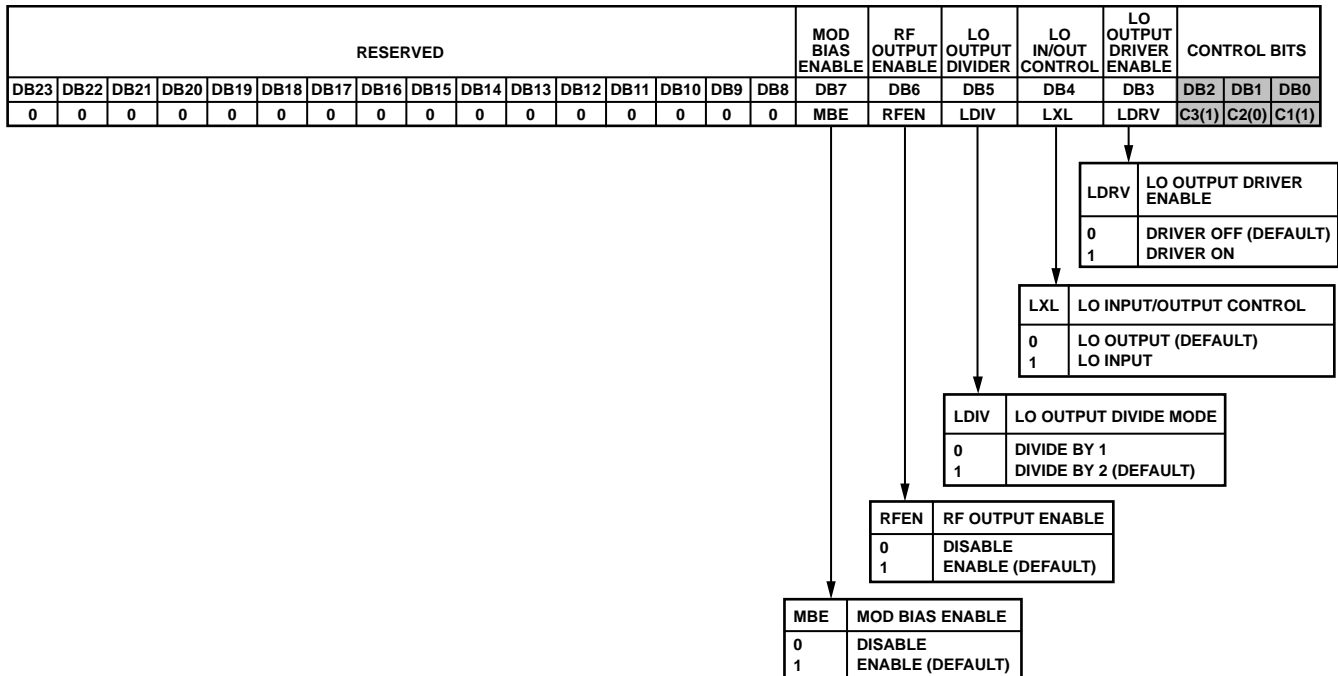 RESERVED
MOD BIAS ENABLE
RF OUTPUT ENABLE
LO OUTPUT DIVIDER
LO IN/OUT CONTROL
LO OUTPUT DRIVER ENABLE
CONTROL BITS
DB23 DB22 DB21 DB20 DB19 DB18 DB17 DB16 DB15 DB14 DB13 DB12 DB11 DB10 DB9 DB8 DB7 DB6 DB5 DB4 DB3 DB2 DB1 DB0
0 0 0 0 0 0 0 0 0 0 0 0 0 0 0 0 MBE RFEN LDIV LXL LDRV C3(1) C2(0) C1(1)
LDRV LO OUTPUT DRIVER ENABLE
0 DRIVER OFF (DEFAULT)
1 DRIVER ON
LXL LO INPUT/OUTPUT CONTROL
0 LO OUTPUT (DEFAULT)
1 LO INPUT
LDIV LO OUTPUT DIVIDE MODE
0 DIVIDE BY 1
1 DIVIDE BY 2 (DEFAULT)
RFEN RF OUTPUT ENABLE
0 DISABLE
1 ENABLE (DEFAULT)
MBE MOD BIAS ENABLE
0 DISABLE
1 ENABLE (DEFAULT)